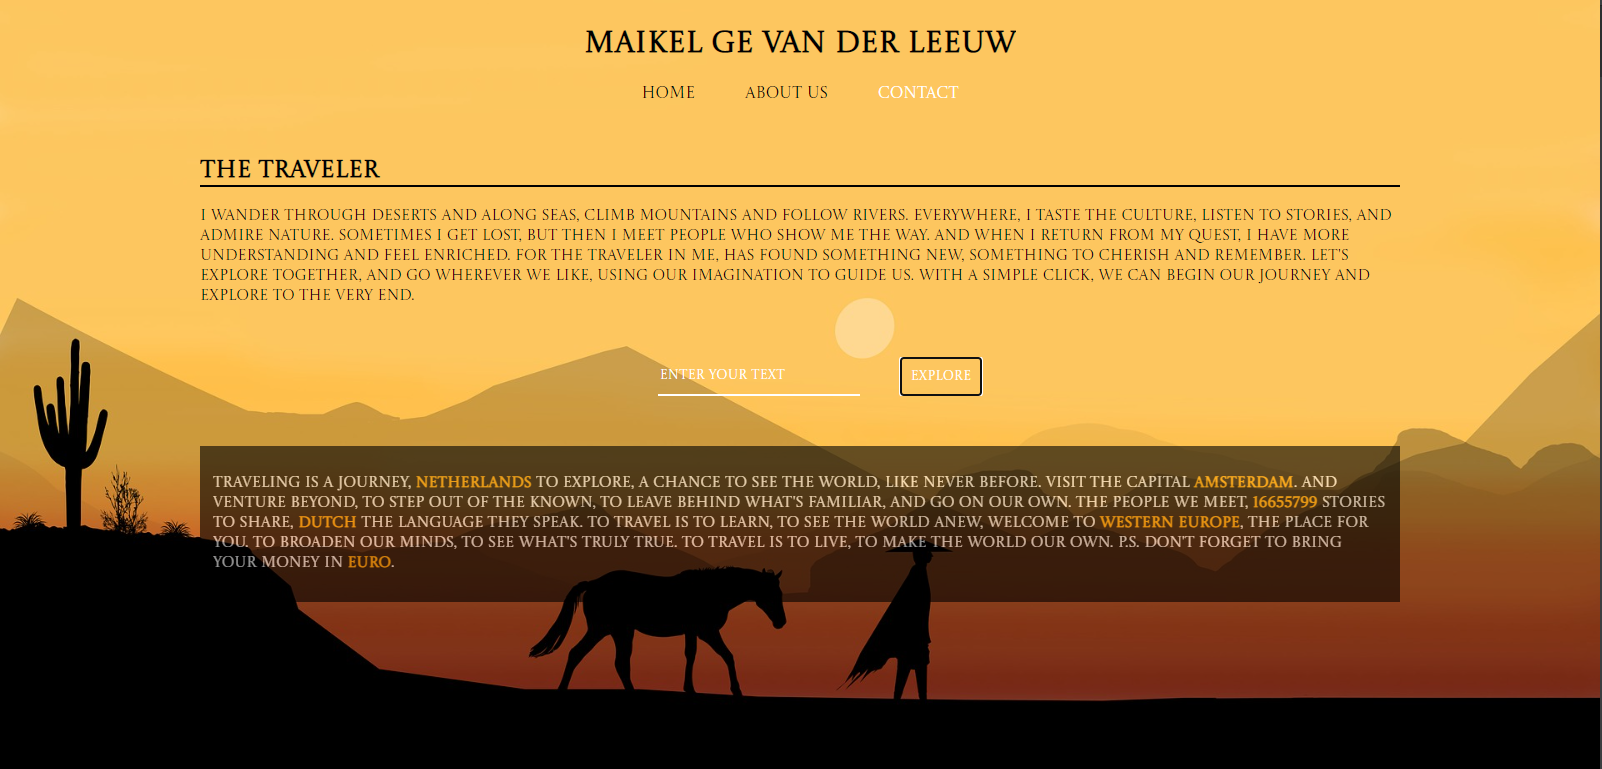 MAIKEL GE VAN DER LEEUW
HOME ABOUT US CONTACT
THE TRAVELER
I WANDER THROUGH DESERTS AND ALONG SEAS, CLIMB MOUNTAINS AND FOLLOW RIVERS. EVERYWHERE, I TASTE THE CULTURE, LISTEN TO STORIES, AND
ADMIRE NATURE. SOMETIMES I GET LOST, BUT THEN I MEET PEOPLE WHO SHOW ME THE WAY. AND WHEN I RETURN FROM MY QUEST, I HAVE MORE
UNDERSTANDING AND FEEL ENRICHED. FOR THE TRAVELER IN ME, HAS FOUND SOMETHING NEW, SOMETHING TO CHERISH AND REMEMBER. LET'S
EXPLORE TOGETHER, AND GO WHEREVER WE LIKE, USING OUR IMAGINATION TO GUIDE US. WITH A SIMPLE CLICK, WE CAN BEGIN OUR JOURNEY AND
EXPLORE TO THE VERY END.
ENTER YOUR TEXT EXPLORE
TRAVELING IS A JOURNEY, NETHERLANDS TO EXPLORE, A CHANCE TO SEE THE WORLD, LIKE NEVER BEFORE. VISIT THE CAPITAL AMSTERDAM. AND
VENTURE BEYOND, TO STEP OUT OF THE KNOWN, TO LEAVE BEHIND WHAT'S FAMILIAR, AND GO ON OUR OWN. THE PEOPLE WE MEET, 16655799 STORIES
TO SHARE, DUTCH THE LANGUAGE THEY SPEAK. TO TRAVEL IS TO LEARN, TO SEE THE WORLD ANEW, WELCOME TO WESTERN EUROPE, THE PLACE FOR
YOU. TO BROADEN OUR MINDS, TO SEE WHAT'S TRULY TRUE. TO TRAVEL IS TO LIVE, TO MAKE THE WORLD OUR OWN. P.S. DON'T FORGET TO BRING
YOUR MONEY IN EURO.